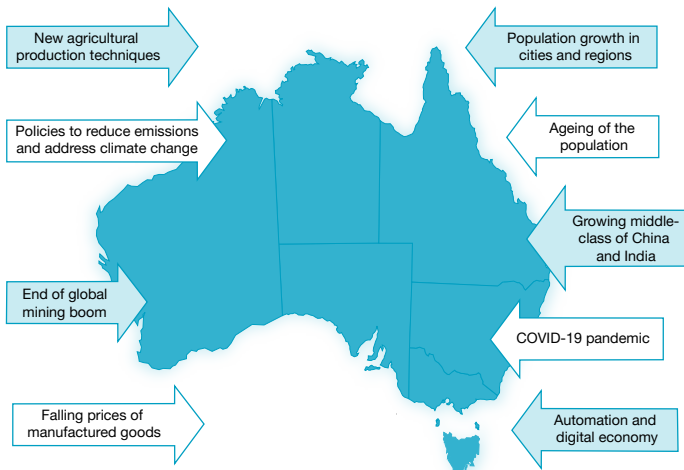 New agricultural
production techniques
Population growth in
cities and regions
Policies to reduce emissions
and address climate change
Ageing of the
population
Growing middle-
class of China
and India
End of global
mining boom
COVID-19 pandemic
Falling prices of
manufactured goods
Automation and
digital economy